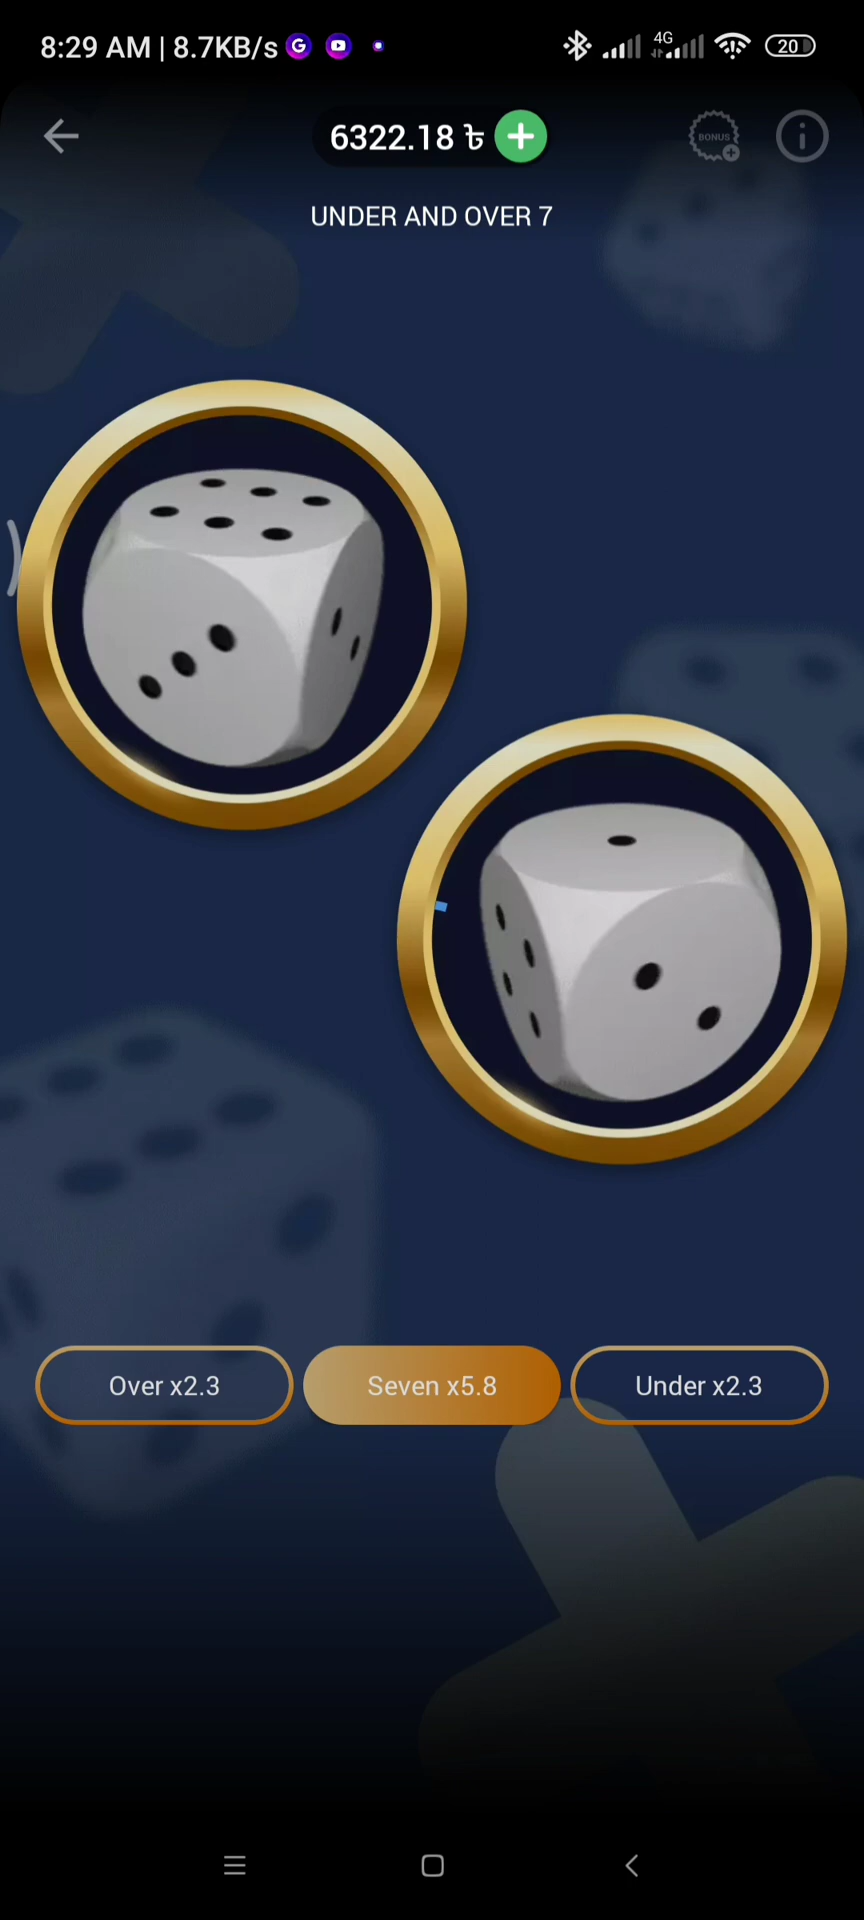 8:29 AM | 8.7KB/s G 4G 20
6322.18 ৳
BONUS
UNDER AND OVER 7
Over x2.3
Seven x5.8
Under x2.3